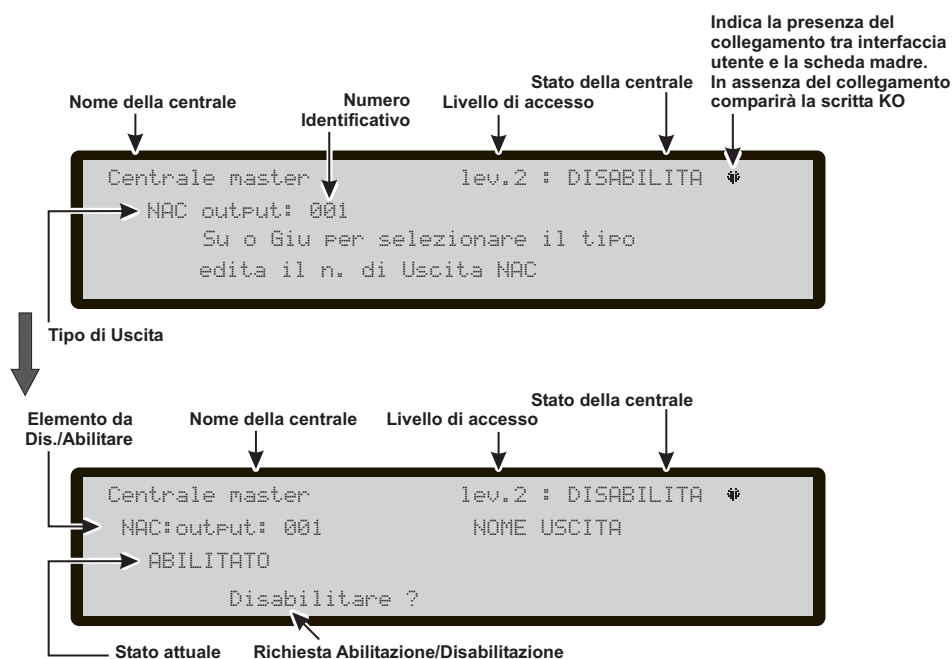 Indica la presenza del
collegamento tra interfaccia
utente e la scheda madre.
In assenza del collegamento
comparirà la scritta KO
Stato della centrale
Nome della centrale
Numero
Identificativo
Livello di accesso
Centrale master lev.2 : DISABILITA
NAC output: 001
Su o Giu per selezionare il tipo
edita il n. di Uscita NAC
Tipo di Uscita
Stato della centrale
Elemento da
Dis./Abilitare
Nome della centrale
Livello di accesso
Centrale master lev.2 : DISABILITA
NAC:output: 001 NOME USCITA
ABILITATO
Disabilitare ?
Stato attuale
Richiesta Abilitazione/Disabilitazione